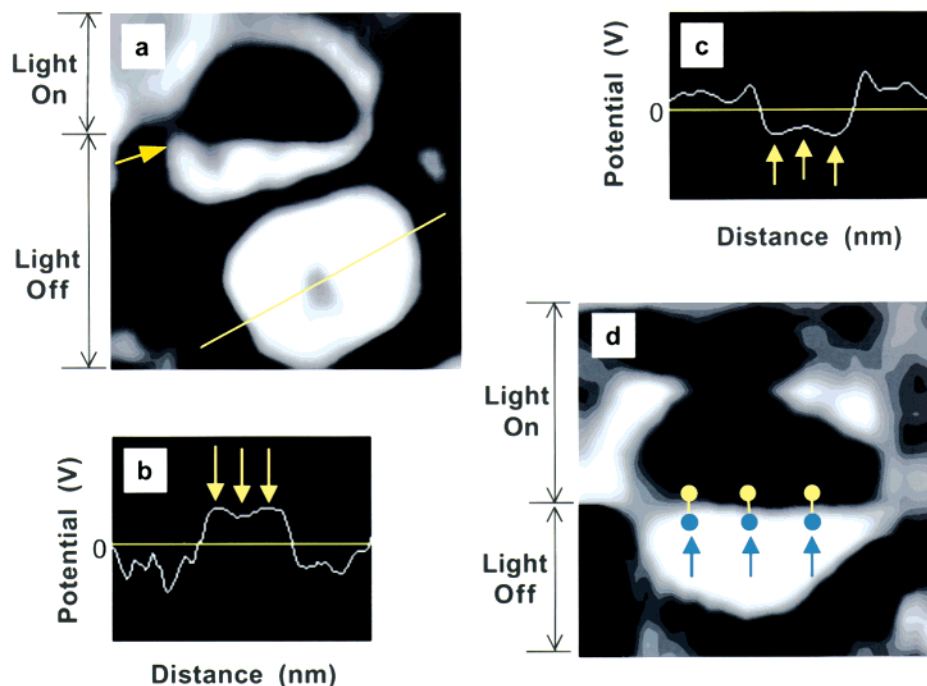 a
Light
On
Light
Off
b
Potential (V)
0
Distance (nm)
c
Potential (V)
0
Distance (nm)
d
Light
On
Light
Off